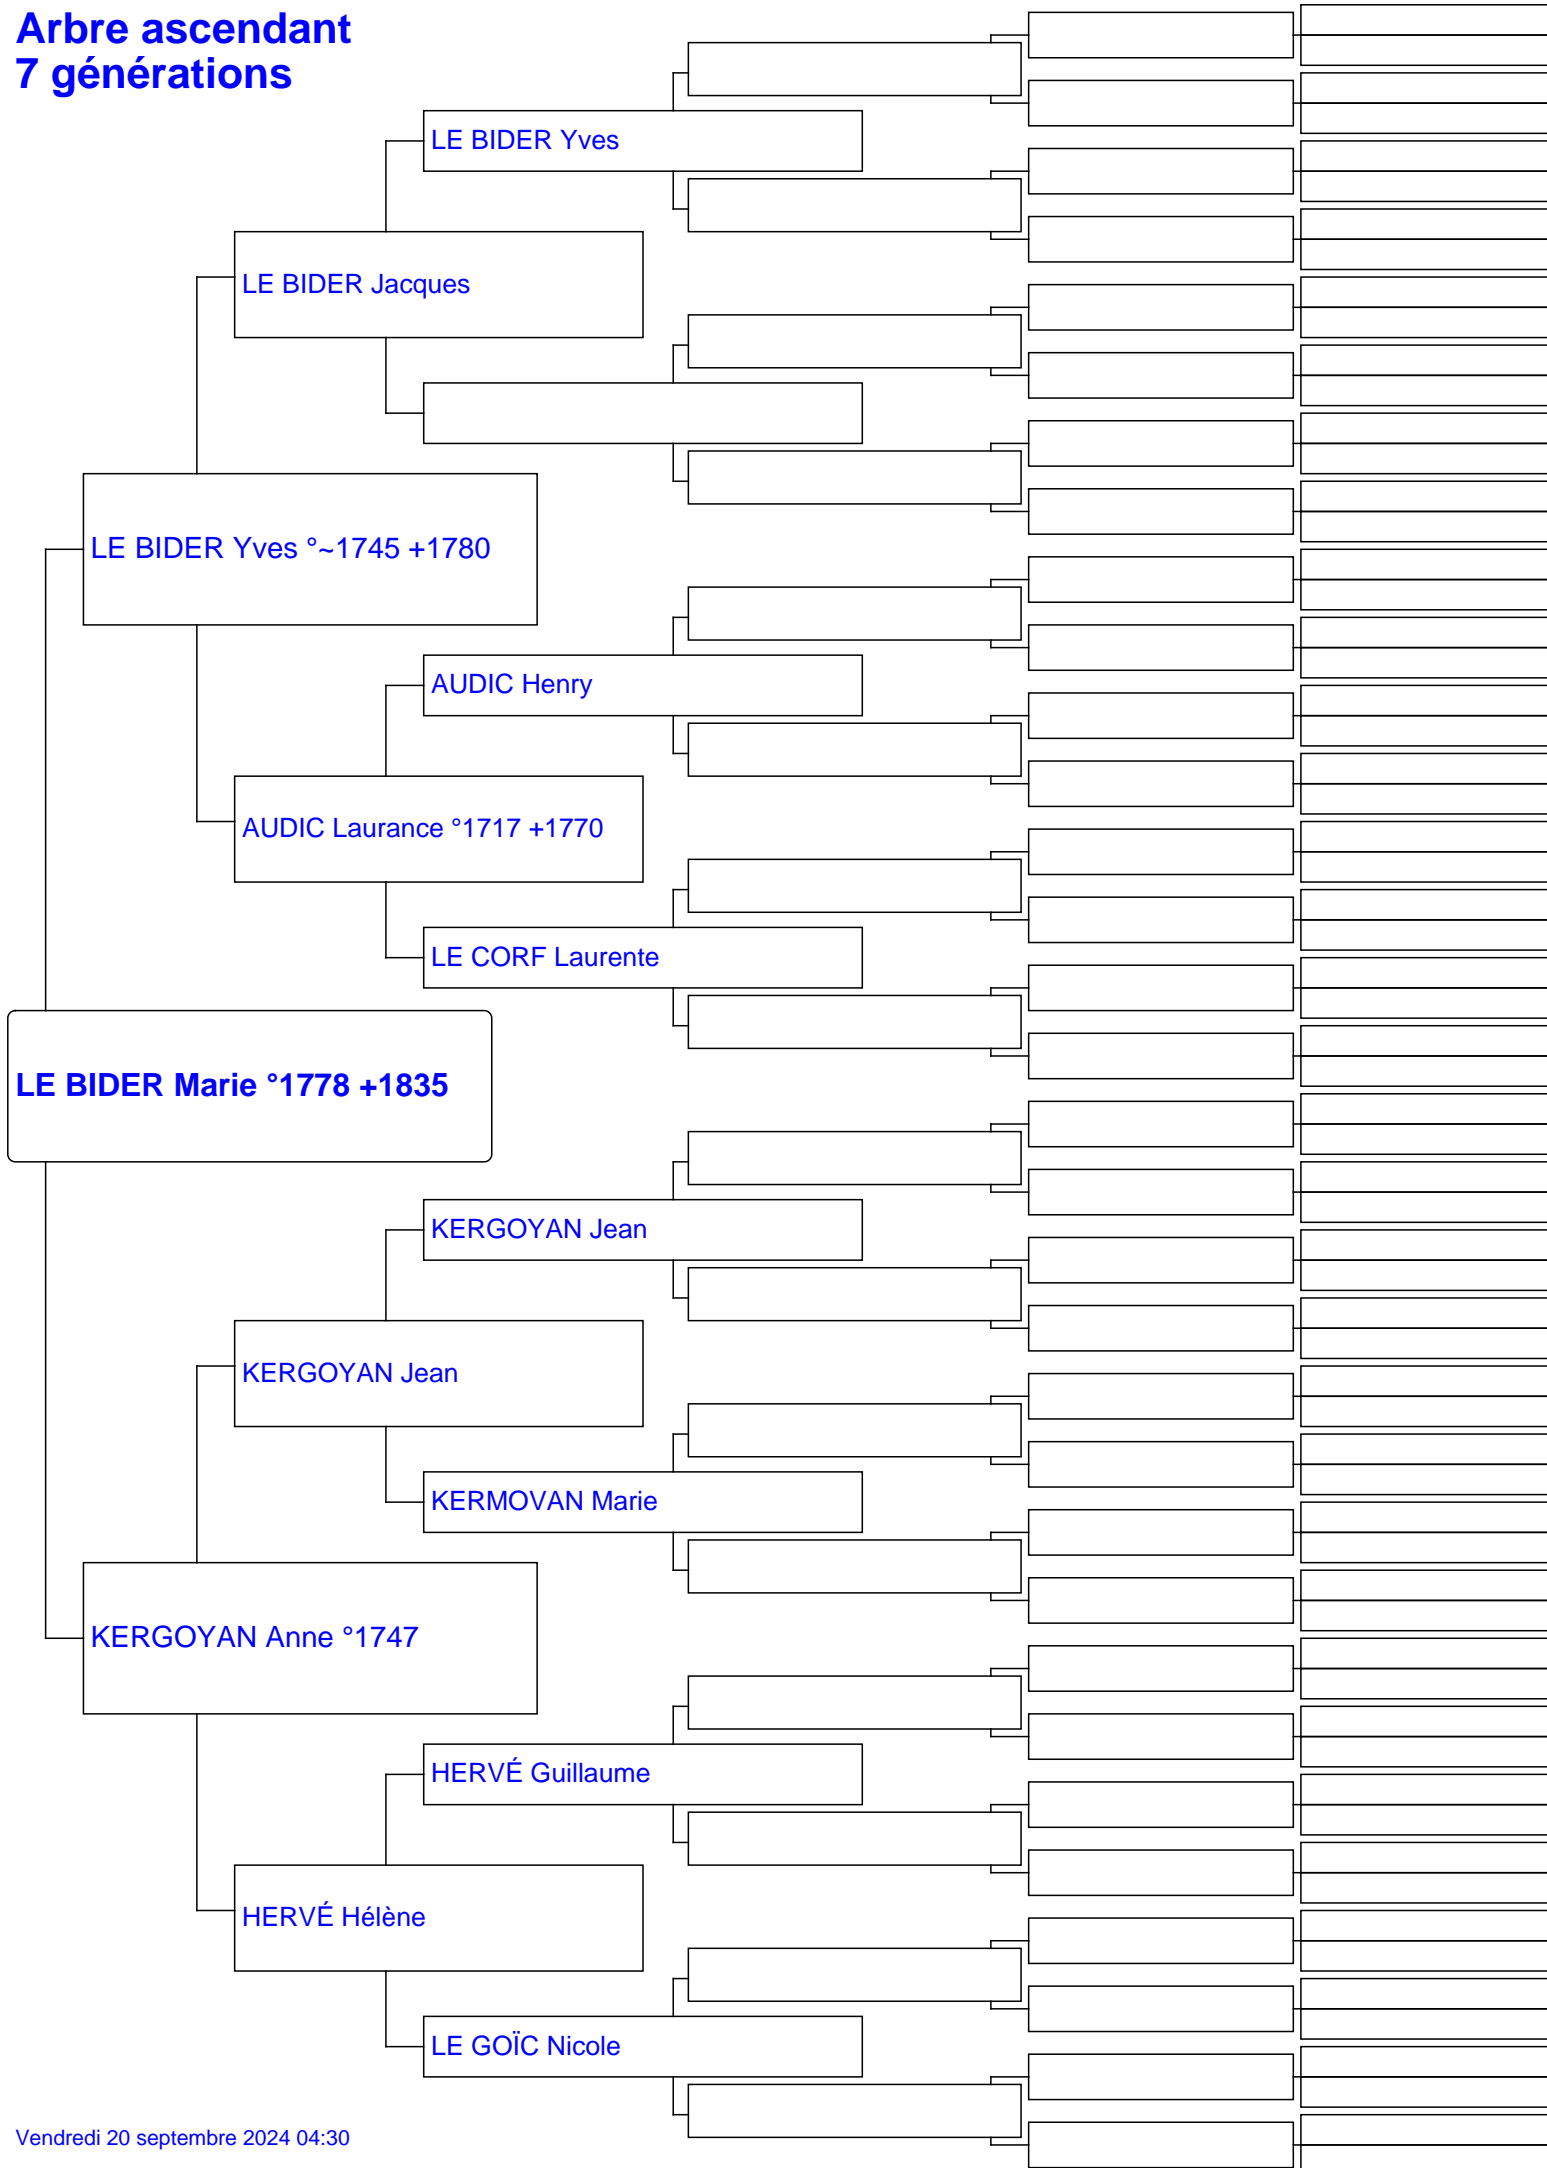 Arbre ascendant
7 générations
LE BIDER Yves
LE BIDER Jacques
LE BIDER Yves °~1745 +1780
AUDIC Henry
AUDIC Laurance °1717 +1770
LE CORF Laurente
LE BIDER Marie °1778 +1835
KERGOYAN Jean
KERGOYAN Jean
KERMOVAN Marie
KERGOYAN Anne °1747
HERVÉ Guillaume
HERVÉ Hélène
LE GOÏC Nicole
Vendredi 20 septembre 2024 04:30